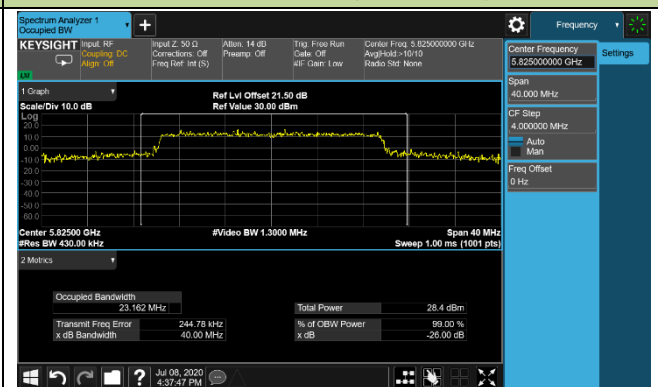 Spectrum Analyzer 1
Occupied BW
+
Frequency
KEYSIGHT
Input: RF
Coupling: DC
Align: Off
Input Z: 50 Ω
Corrections: Off
Freq Ref: Int (S)
Atten: 14 dB
Preamp: Off
Trig: Free Run
Gate: Off
#IF Gain: Low
Center Freq: 5.825000000 GHz
Avg|Hold:>10/10
Radio Std: None
Center Frequency
5.825000000 GHz
Settings
Span
40.000 MHz
CF Step
4.000000 MHz
Auto
Man
Freq Offset
0 Hz
1 Graph
Scale/Div 10.0 dB
Ref Lvl Offset 21.50 dB
Ref Value 30.00 dBm
Log
20.0
10.0
0.00
-10.0
-20.0
-30.0
-40.0
-50.0
-60.0
Center 5.82500 GHz
#Res BW 430.00 kHz
#Video BW 1.3000 MHz
Span 40 MHz
Sweep 1.00 ms (1001 pts)
2 Metrics
Occupied Bandwidth
23.162 MHz
Total Power 28.4 dBm
Transmit Freq Error 244.78 kHz
% of OBW Power 99.00 %
x dB Bandwidth 40.00 MHz
x dB -26.00 dB
?
Jul 08, 2020
4:37:47 PM